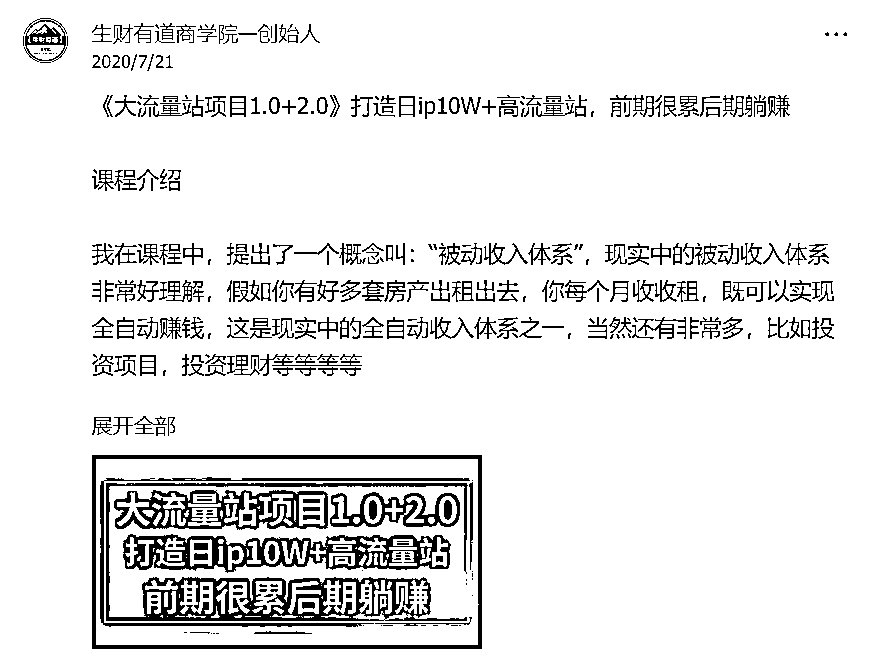 生财有道商学院—创始人
2020/7/21
《大流量站项目1.0+2.0》打造日ip10W+高流量站，前期很累后期躺赚
课程介绍
我在课程中，提出了一个概念叫：“被动收入体系”，现实中的被动收入体系
非常好理解，假如你有好多套房产出租出去，你每个月收收租，既可以实现
全自动赚钱，这是现实中的全自动收入体系之一，当然还有非常多，比如投
资项目，投资理财等等等等
展开全部
大流量站项目1.0+2.0
打造日ip10W+高流量站
前期很累后期躺赚